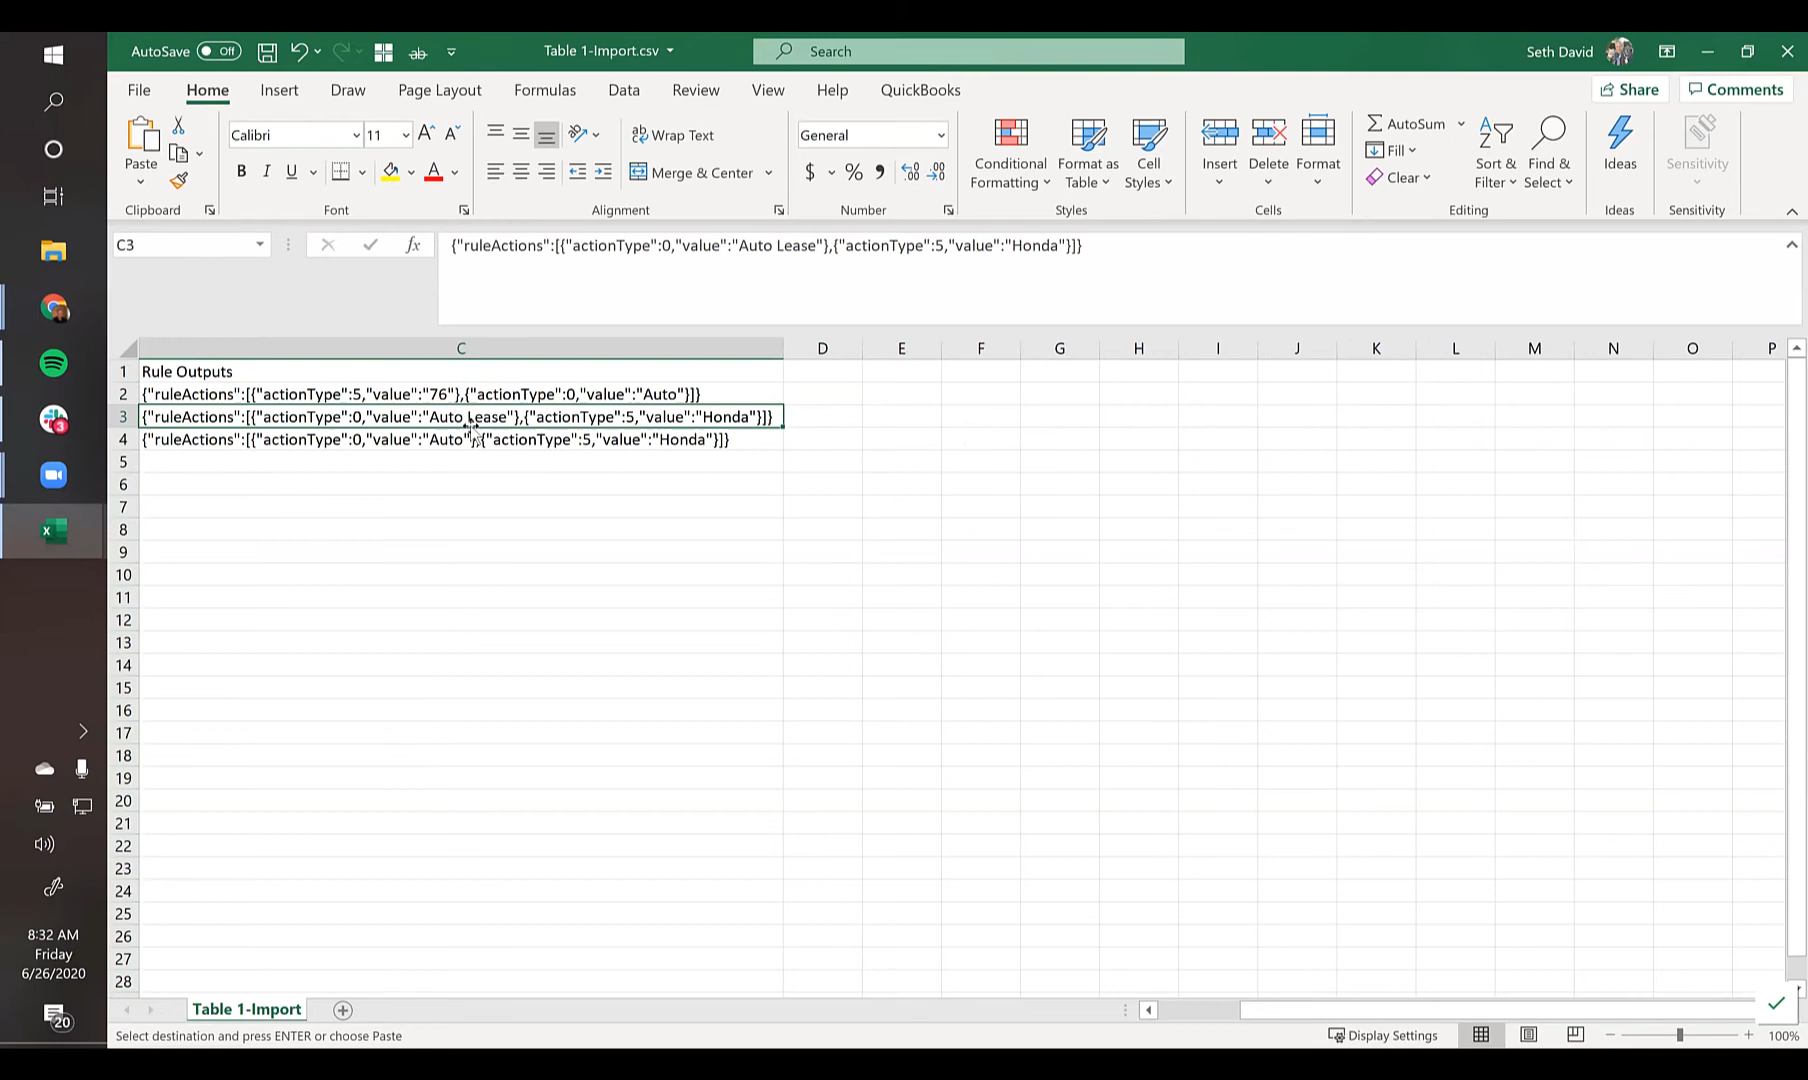 AutoSave Off Table 1-Import.csv Search Seth David
File Home Insert Draw Page Layout Formulas Data Review View Help QuickBooks Share Comments
Paste Calibri 11 A A ab Wrap Text General AutoSum Fill Clear
B I U A Merge & Center $ % 9 Conditional Formatting Format as Table Cell Styles Insert Delete Format Sort & Filter Find & Select Ideas Sensitivity
Clipboard Font Alignment Number Styles Cells Editing Ideas Sensitivity
C3 fx {"ruleActions":[{"actionType":0,"value":"Auto Lease"},{"actionType":5,"value":"Honda"}]}
C D E F G H I J K L M N O P
1 Rule Outputs
2 {"ruleActions":[{"actionType":5,"value":"76"},{"actionType":0,"value":"Auto"}]}
3 {"ruleActions":[{"actionType":0,"value":"Auto Lease"},{"actionType":5,"value":"Honda"}]}
4 {"ruleActions":[{"actionType":0,"value":"Auto"},{"actionType":5,"value":"Honda"}]}
5
6
7
8
9
10
11
12
13
14
15
16
17
18
19
20
21
22
23
24
25
26
27
28
8:32 AM
Friday
6/26/2020
20
3
Table 1-Import
Select destination and press ENTER or choose Paste Display Settings 100%